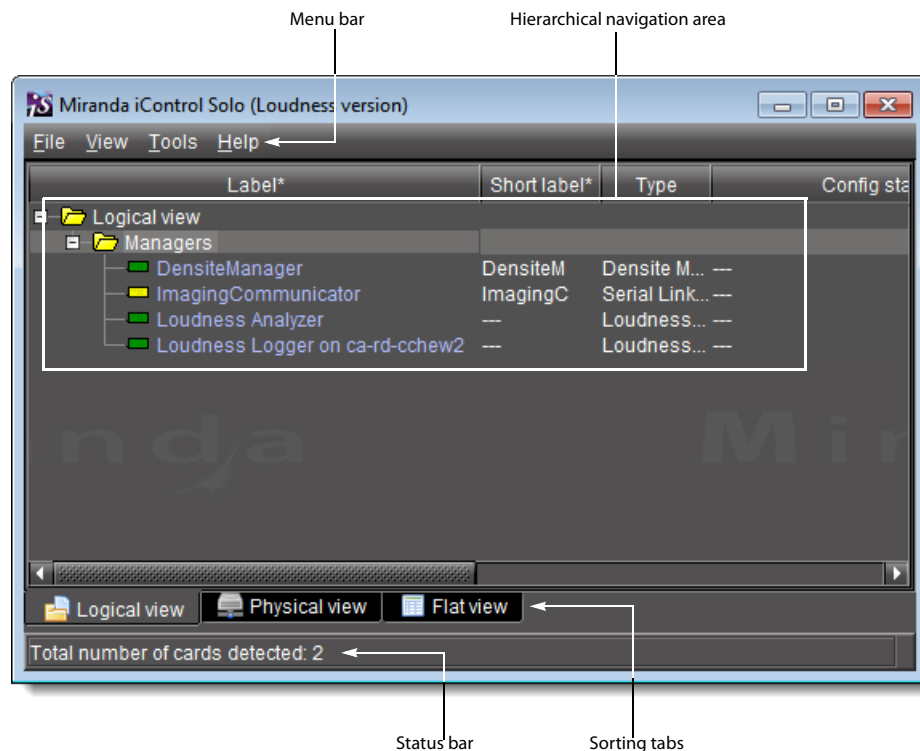 Menu bar
Hierarchical navigation area
Miranda iControl Solo (Loudness version)
File View Tools Help
Label* Short label* Type Config sta
Logical view
Managers
DensiteManager DensiteM Densite M... ---
ImagingCommunicator ImagingC Serial Link... ---
Loudness Analyzer --- Loudness... ---
Loudness Logger on ca-rd-cchew2 --- Loudness... ---
anda Mir
Logical view Physical view Flat view
Total number of cards detected: 2
Status bar
Sorting tabs